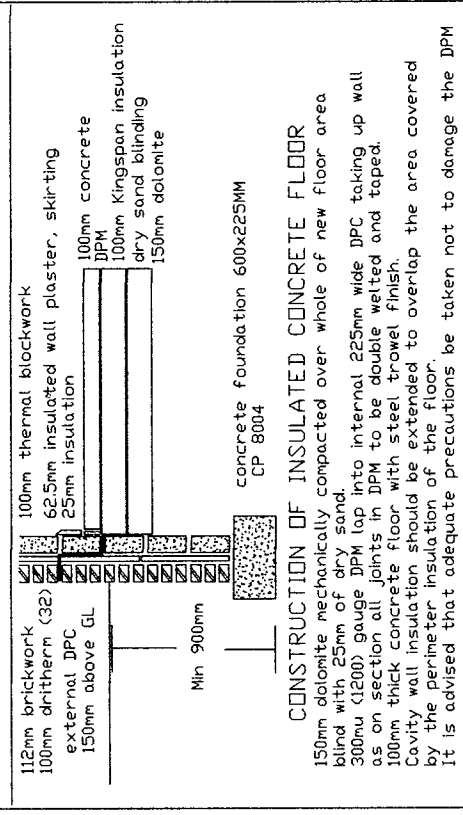 112mm brickwork
100mm dritherm (32)
external DPC
150mm above GL
100mm thermal blockwork
62.5mm insulated wall plaster, skirting
25mm insulation
100mm concrete
DPM
100mm Kingspan insulation
dry sand blinding
150mm dolomite
Min 900mm
concrete foundation 600x225MM
CP 8004
CONSTRUCTION OF INSULATED CONCRETE FLOOR
150mm dolomite mechanically compacted over whole of new floor area
blind with 25mm of dry sand.
300mu (1200) gauge DPM lap into internal 225mm wide DPC taking up wall
as on section all joints in DPM to be double welted and taped.
100mm thick concrete floor with steel trowel finish.
Cavity wall insulation should be extended to overlap the area covered
by the perimeter insulation of the floor.
It is advised that adequate precautions be taken not to damage the DPM